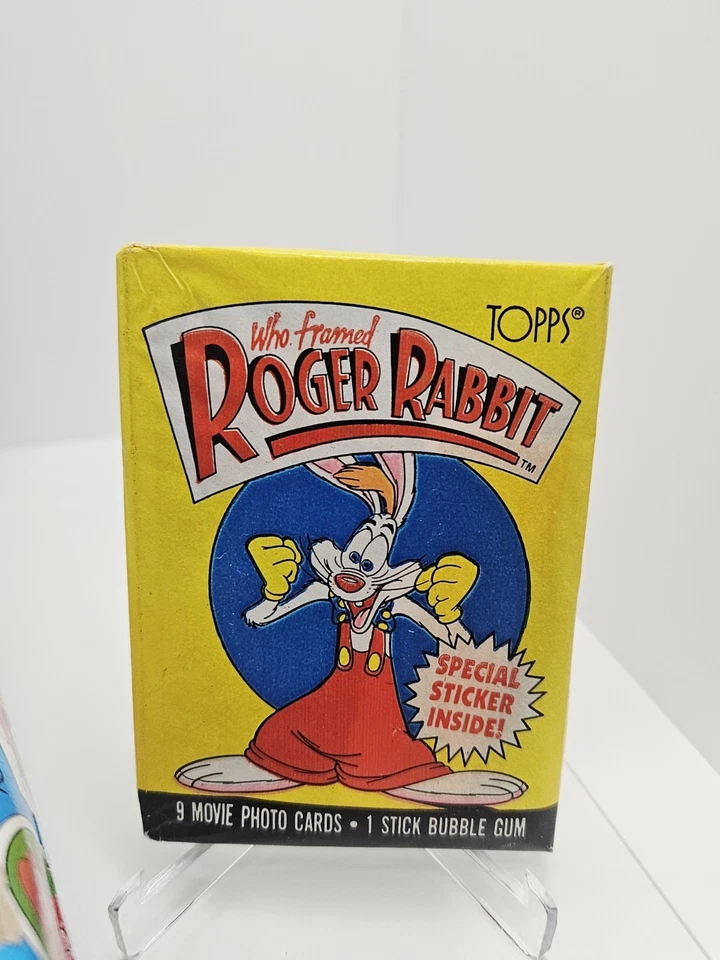 TOPPS®
Who framed
ROGER RABBIT
TM
SPECIAL
STICKER
INSIDE!
9 MOVIE PHOTO CARDS • 1 STICK BUBBLE GUM